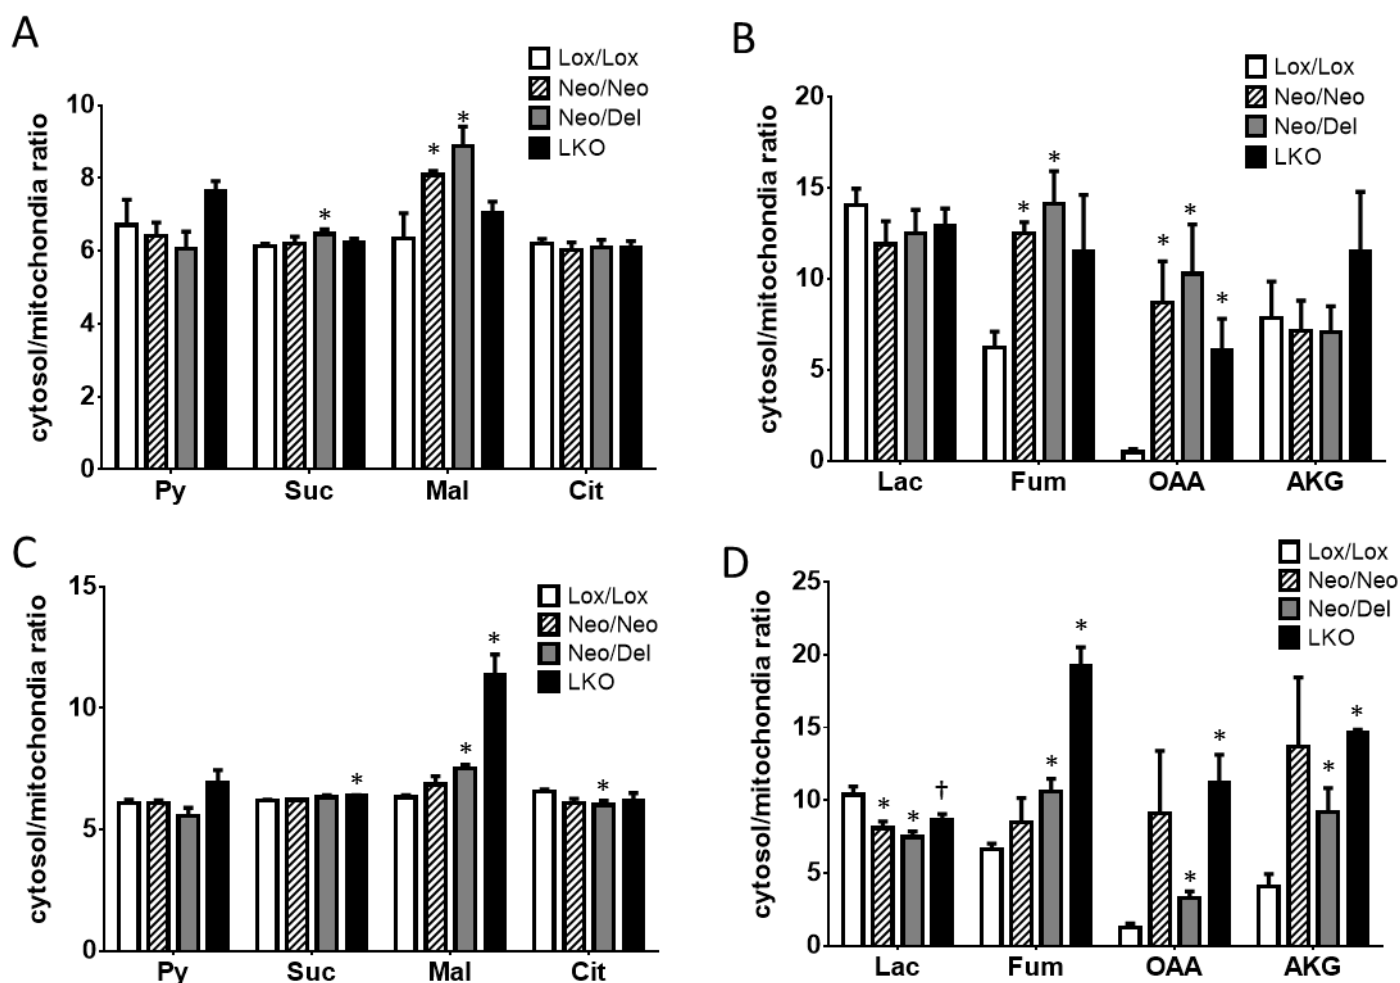 A
Lox/Lox
Neo/Neo
Neo/Del
LKO
cytosol/mitochondia ratio
10
8
6
4
2
0
Py Suc Mal Cit
* * *
B
Lox/Lox
Neo/Neo
Neo/Del
LKO
cytosol/mitochondia ratio
20
15
10
5
0
Lac Fum OAA AKG
* * * * *
C
Lox/Lox
Neo/Neo
Neo/Del
LKO
cytosol/mitochondia ratio
15
10
5
0
Py Suc Mal Cit
* * * *
D
Lox/Lox
Neo/Neo
Neo/Del
LKO
cytosol/mitochondia ratio
25
20
15
10
5
0
Lac Fum OAA AKG
* * † * * * * * *